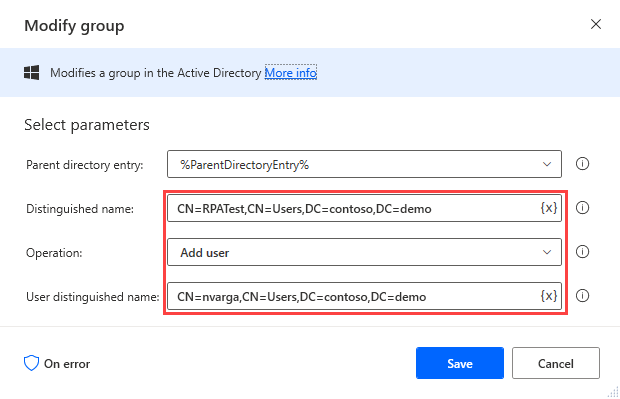 Modify group
Modifies a group in the Active Directory More info
Select parameters
Parent directory entry: %ParentDirectoryEntry%
Distinguished name: CN=RPATest,CN=Users,DC=contoso,DC=demo {x}
Operation: Add user
User distinguished name: CN=nvarga,CN=Users,DC=contoso,DC=demo {x}
On error Save Cancel